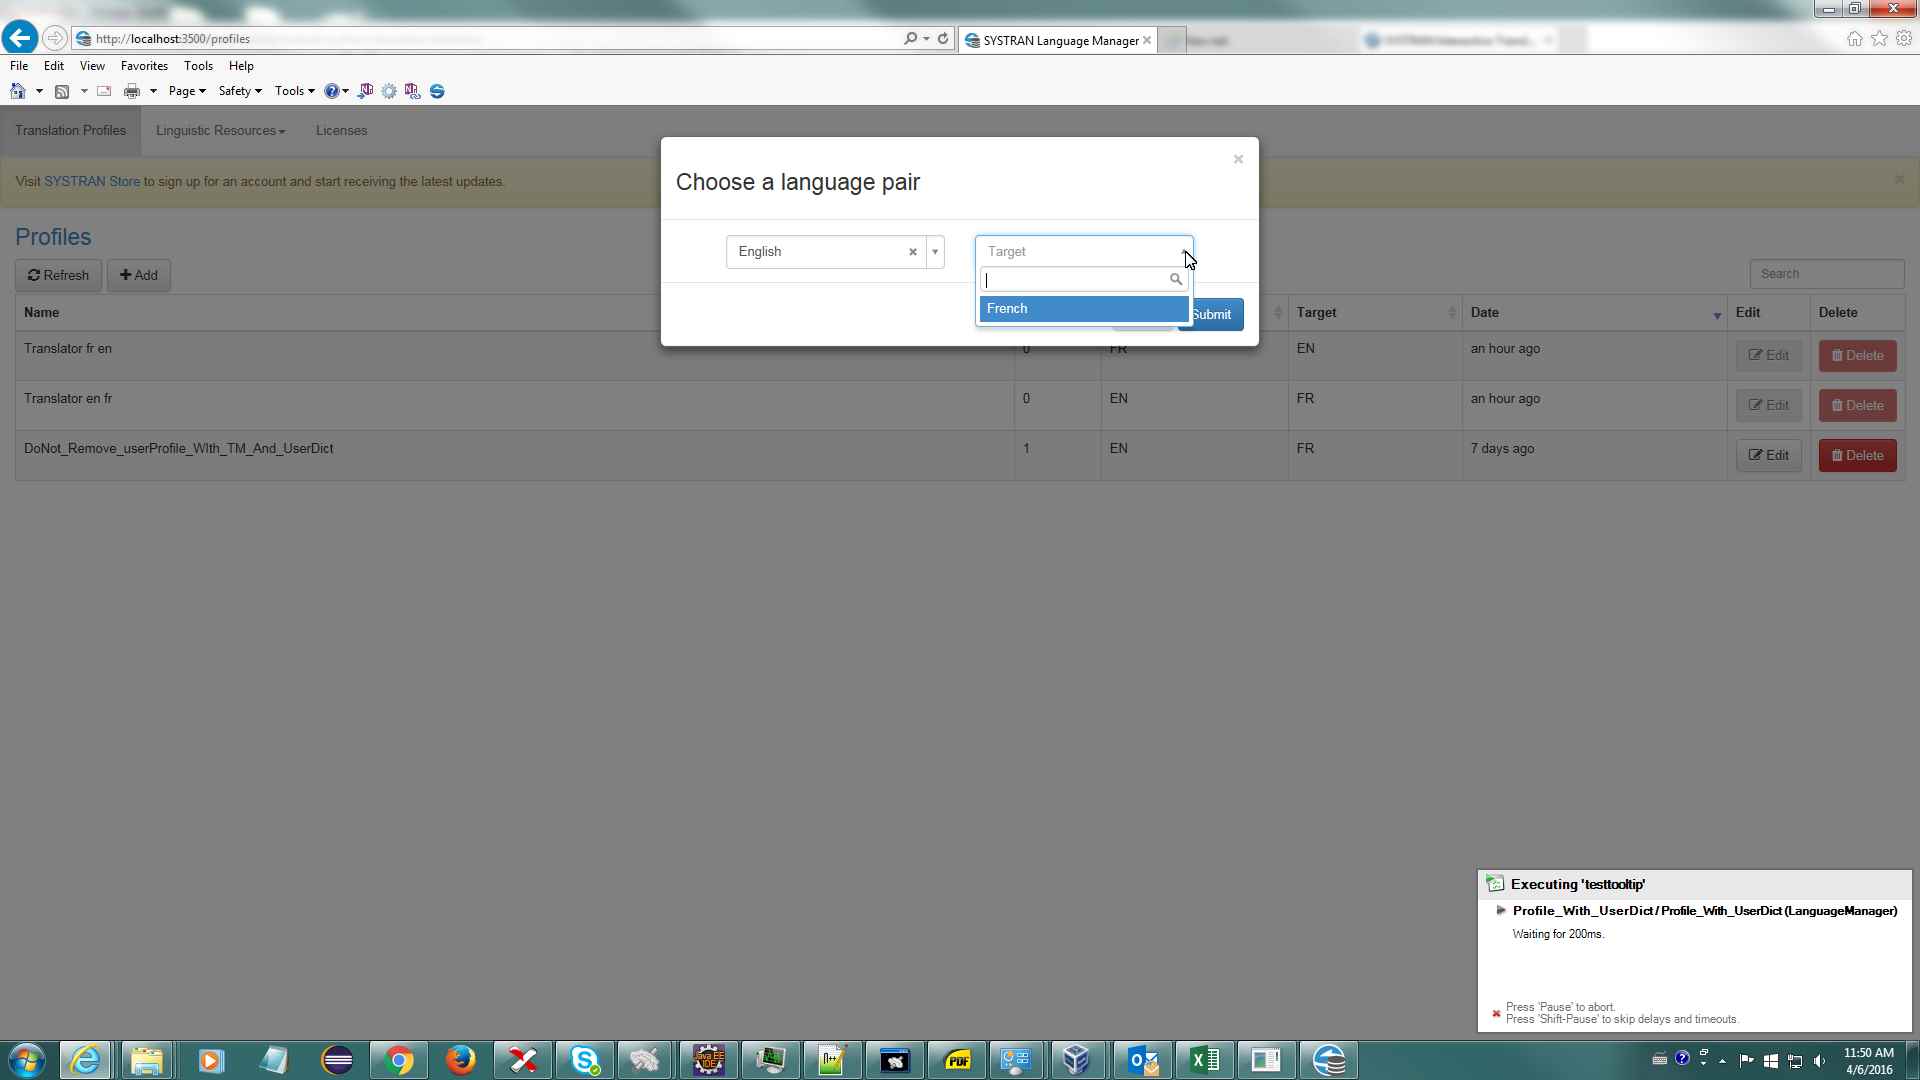 http://localhost:3500/profiles
SYSTRAN Language Manager
File Edit View Favorites Tools Help
Page Safety Tools
Translation Profiles Linguistic Resources Licenses
Visit SYSTRAN Store to sign up for an account and start receiving the latest updates.
Choose a language pair
English
Target
French
Submit
Profiles
Refresh Add
Search
Name Target Date Edit Delete
Translator fr en 0 FR EN an hour ago Edit Delete
Translator en fr 0 EN FR an hour ago Edit Delete
DoNot_Remove_userProfile_WIth_TM_And_UserDict 1 EN FR 7 days ago Edit Delete
Executing 'testtooltip'
Profile_With_UserDict / Profile_With_UserDict (LanguageManager)
Waiting for 200ms.
Press 'Pause' to abort.
Press 'Shift-Pause' to skip delays and timeouts.
Java EE
IDE
PDF
11:50 AM
4/6/2016